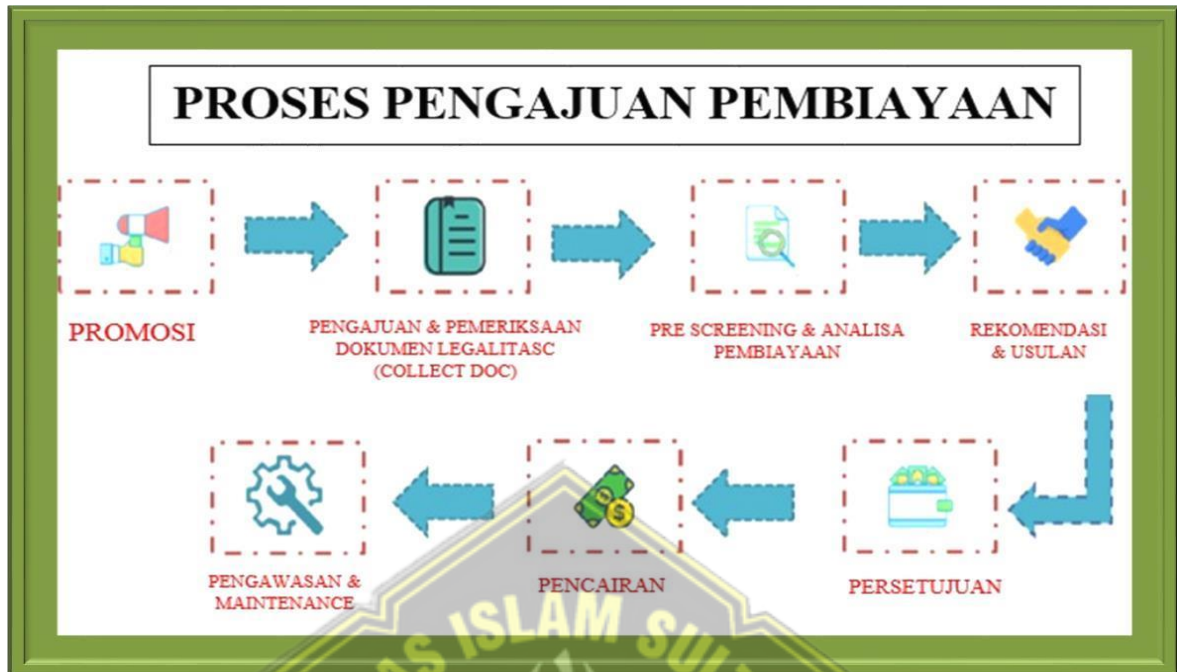 PROSES PENGAJUAN PEMBIAYAAN
PROMOSI
PENGAJUAN & PEMERIKSAAN
DOKUMEN LEGALITASC
(COLLECT DOC)
PRE SCREENING & ANALISA
PEMBIAYAAN
REKOMENDASI
& USULAN
PERSETUJUAN
PENCAIRAN
PENGAWASAN &
MAINTENANCE
ISLAM